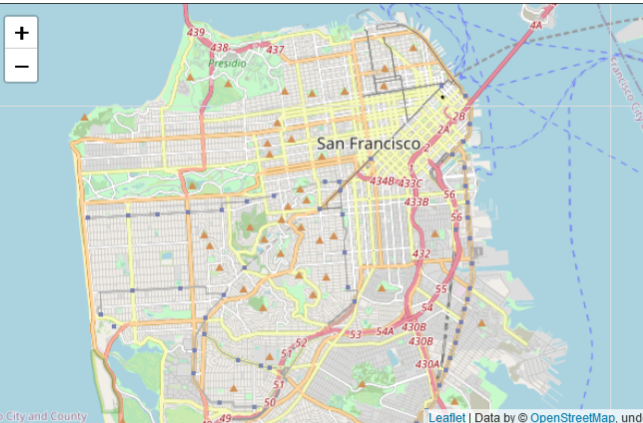 +
−
4A
439
438
437
Presidio
San Francisco
2B
2A
2
1
434B
433C
433B
56
56
432
55
54
430B
54A
53
52
51
51
50
49
430B
430A
San Francisco City
o City and County
Leaflet | Data by © OpenStreetMap, und